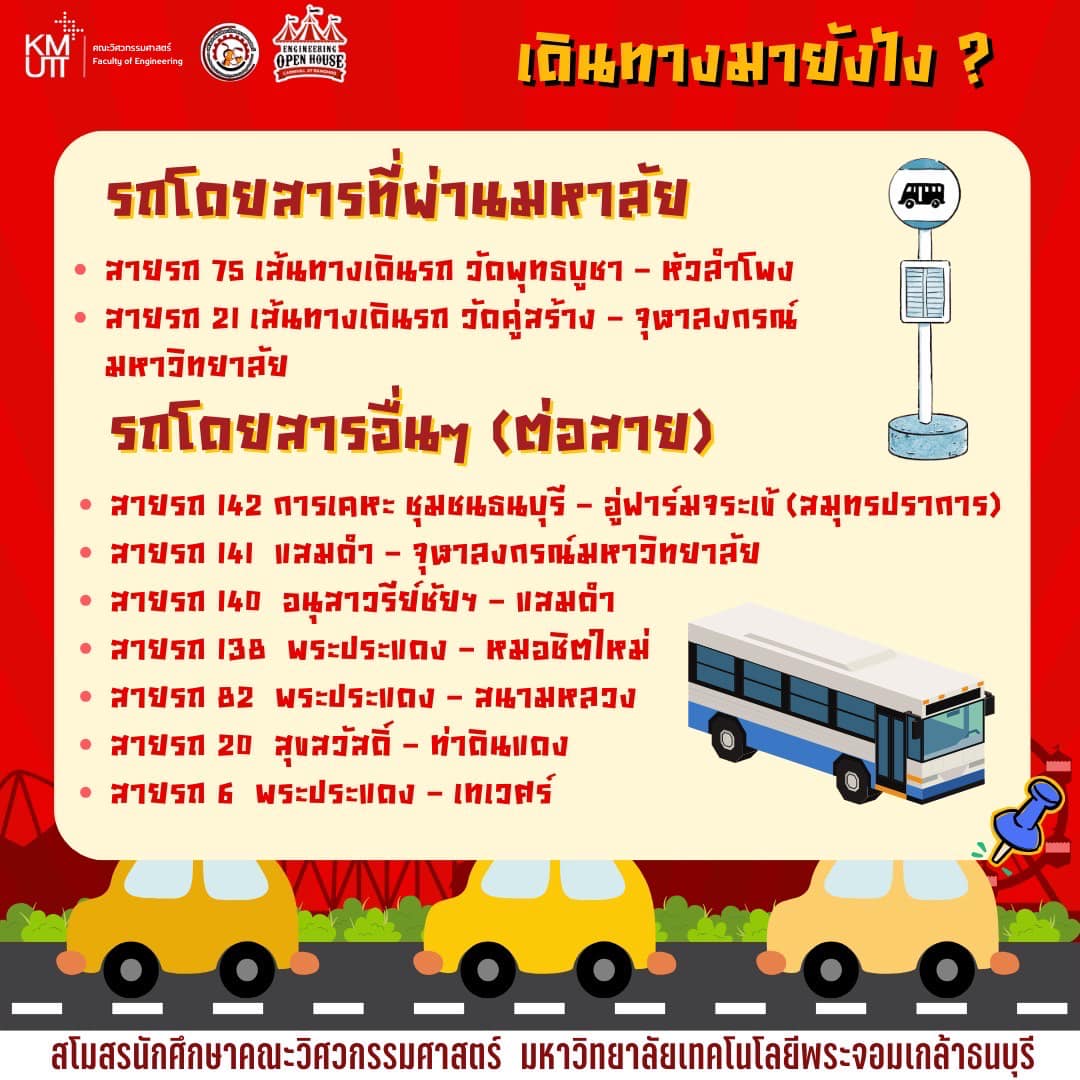 KMUTT
คณะวิศวกรรมศาสตร์
Faculty of Engineering
ENGINEERING
OPEN HOUSE
เดินทางมายังไง ?
รถโดยสารที่ผ่านมหาลัย
• สายรถ 75 เส้นทางเดินรถ วัดพุทธบูชา – หัวลำโพง
• สายรถ 21 เส้นทางเดินรถ วัดคู่สร้าง – จุฬาลงกรณ์
มหาวิทยาลัย
รถโดยสารอื่นๆ (ต่อสาย)
• สายรถ 142 การเคหะ ชุมชนธนบุรี – อู่ฟาร์มจระเข้ (สมุทรปราการ)
• สายรถ 141 แสมดำ – จุฬาลงกรณ์มหาวิทยาลัย
• สายรถ 140 อนุสาวรีย์ชัยฯ – แสมดำ
• สายรถ 138 พระประแดง – หมอชิตใหม่
• สายรถ 82 พระประแดง – สนามหลวง
• สายรถ 20 สุขสวัสดิ์ – ท่าดินแดง
• สายรถ 6 พระประแดง – เทเวศร์
สโมสรนักศึกษาคณะวิศวกรรมศาสตร์ มหาวิทยาลัยเทคโนโลยีพระจอมเกล้าธนบุรี